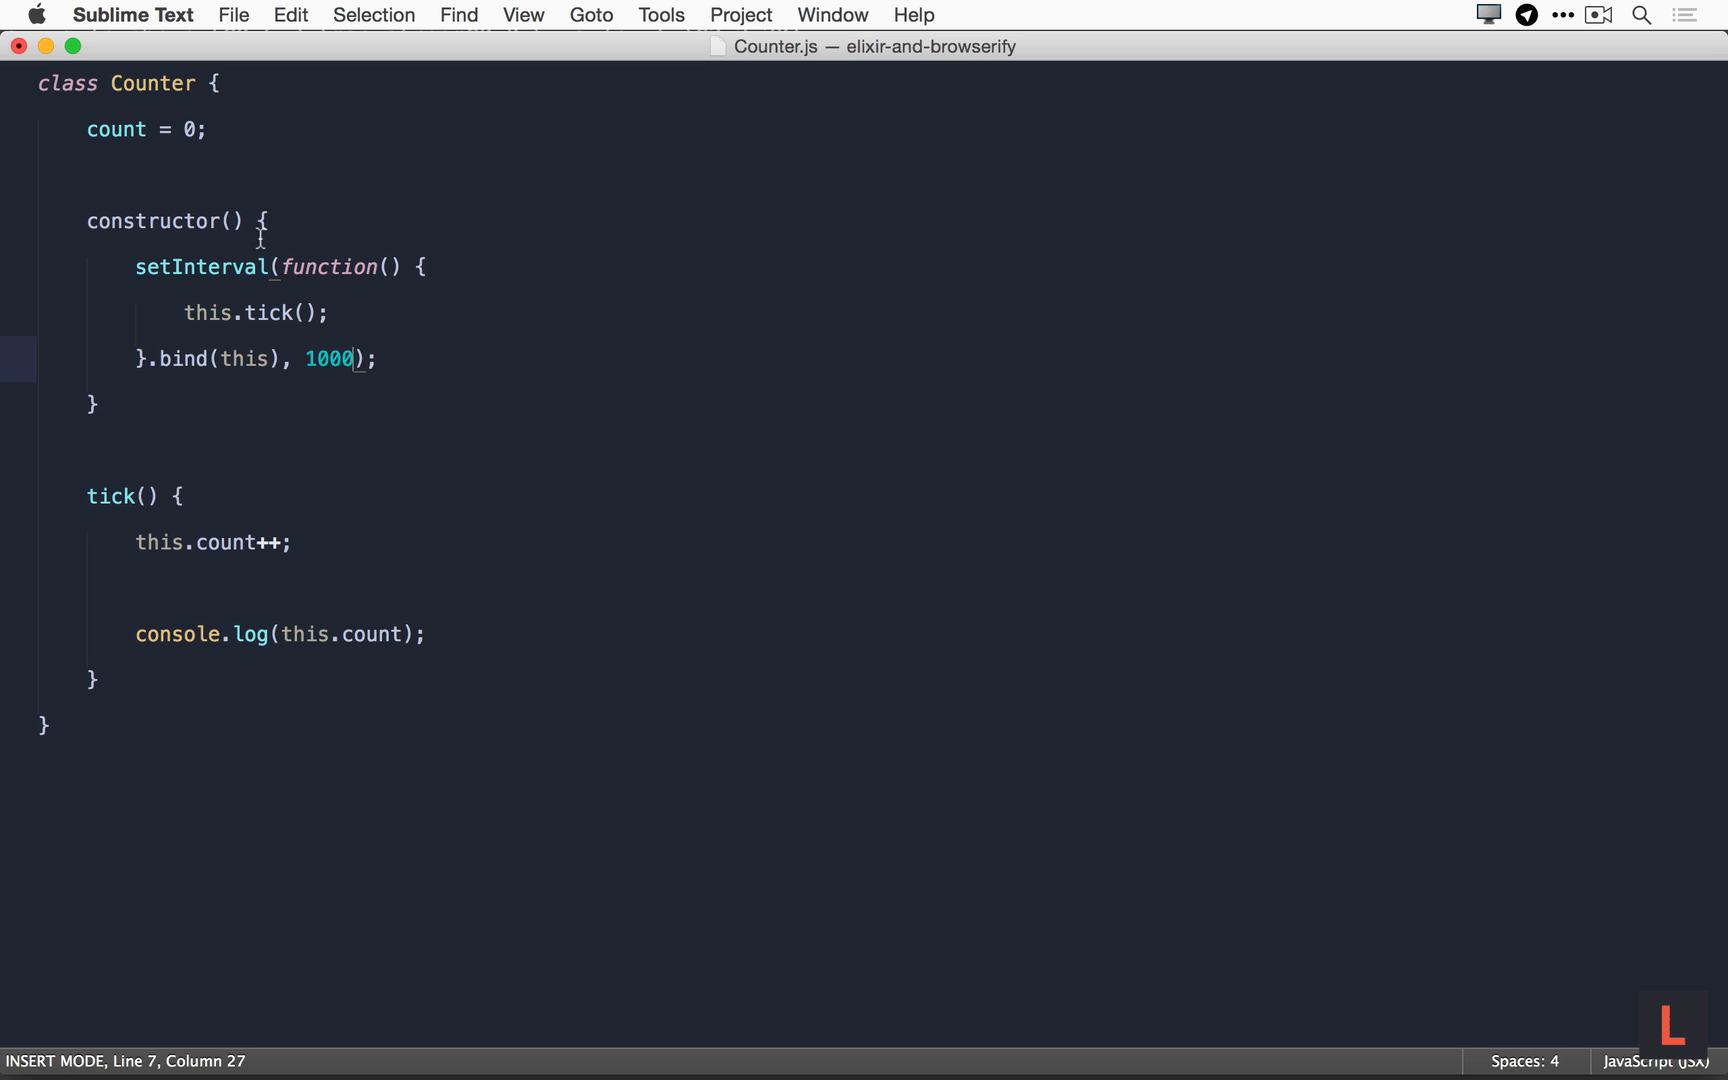 Sublime Text File Edit Selection Find View Goto Tools Project Window Help
Counter.js — elixir-and-browserify
class Counter {
count = 0;
constructor() {
setInterval(function() {
this.tick();
}.bind(this), 1000);
}
tick() {
this.count++;
console.log(this.count);
}
}
L
INSERT MODE, Line 7, Column 27 Spaces: 4 JavaScript (JSX)